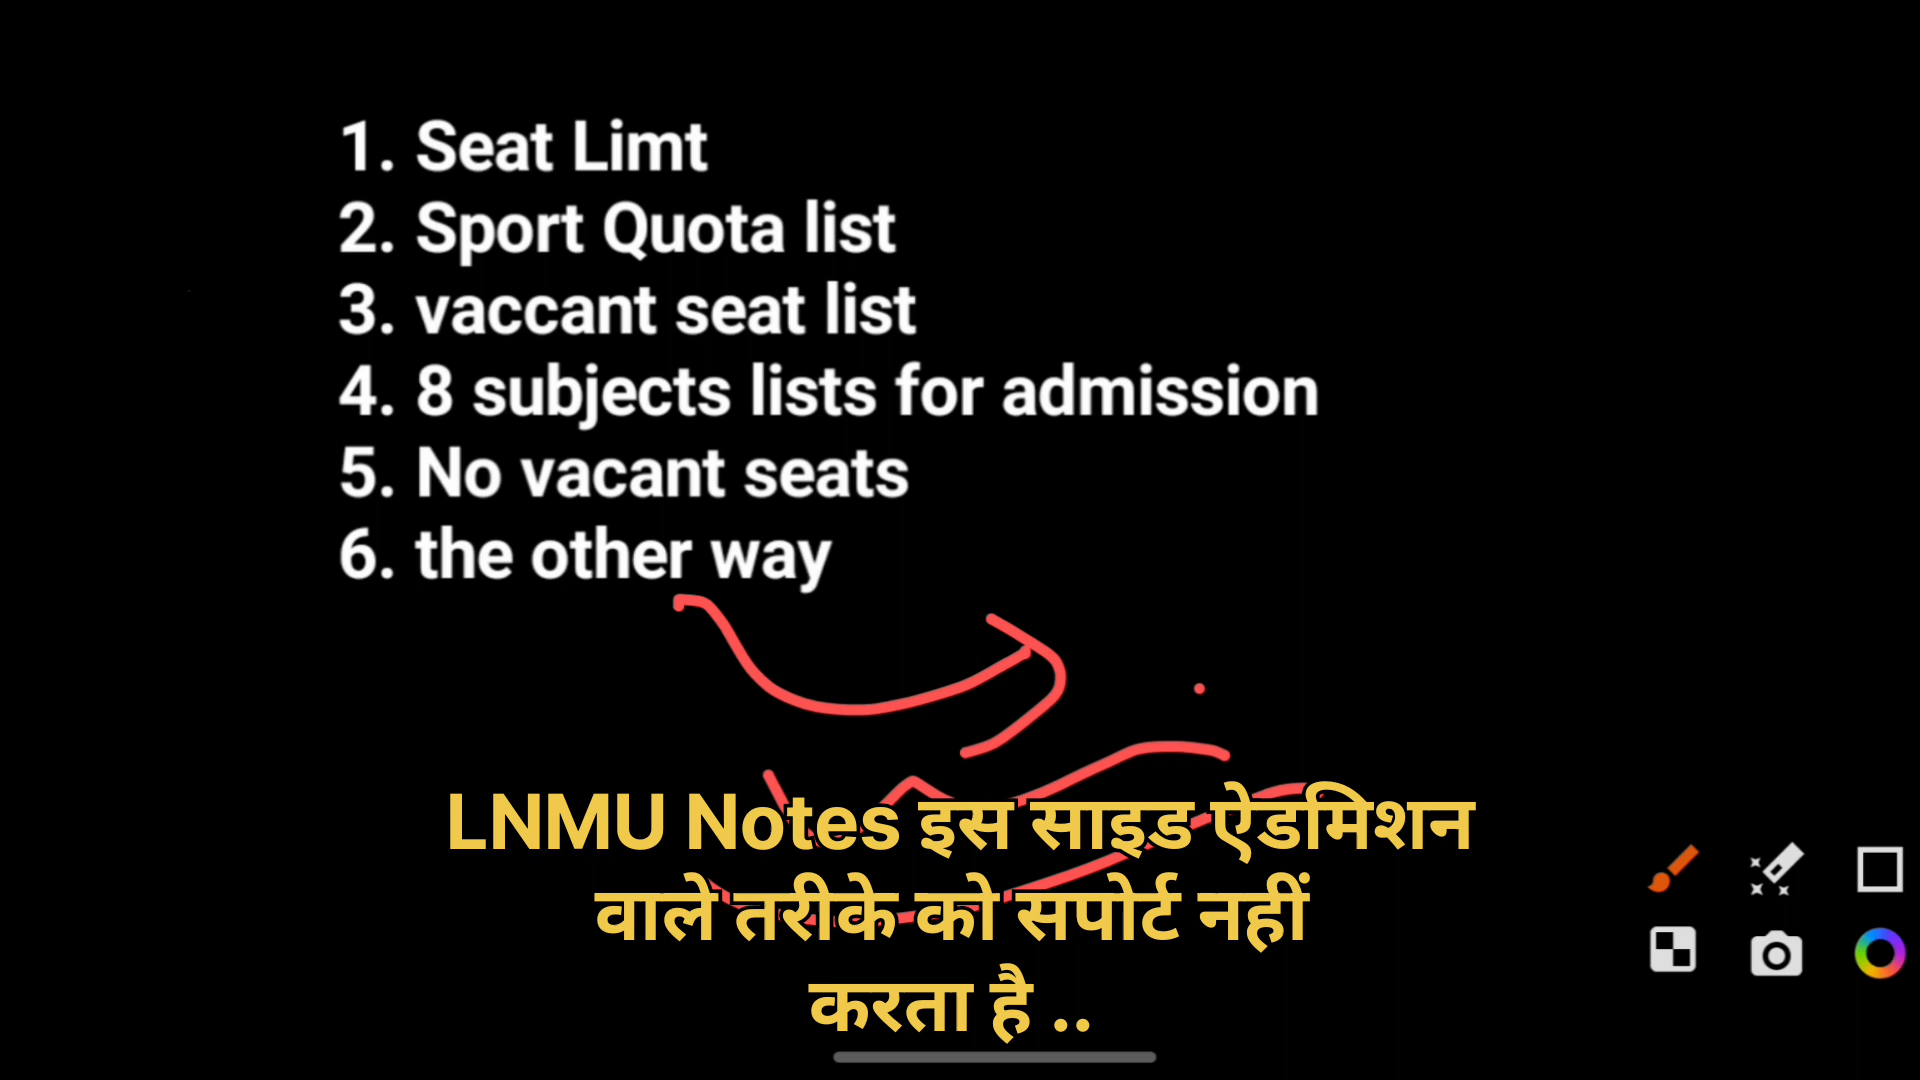 1. Seat Limt
2. Sport Quota list
3. vaccant seat list
4. 8 subjects lists for admission
5. No vacant seats
6. the other way
LNMU Notes इस साइड ऐडमिशन
वाले तरीके को सपोर्ट नहीं
करता है ..